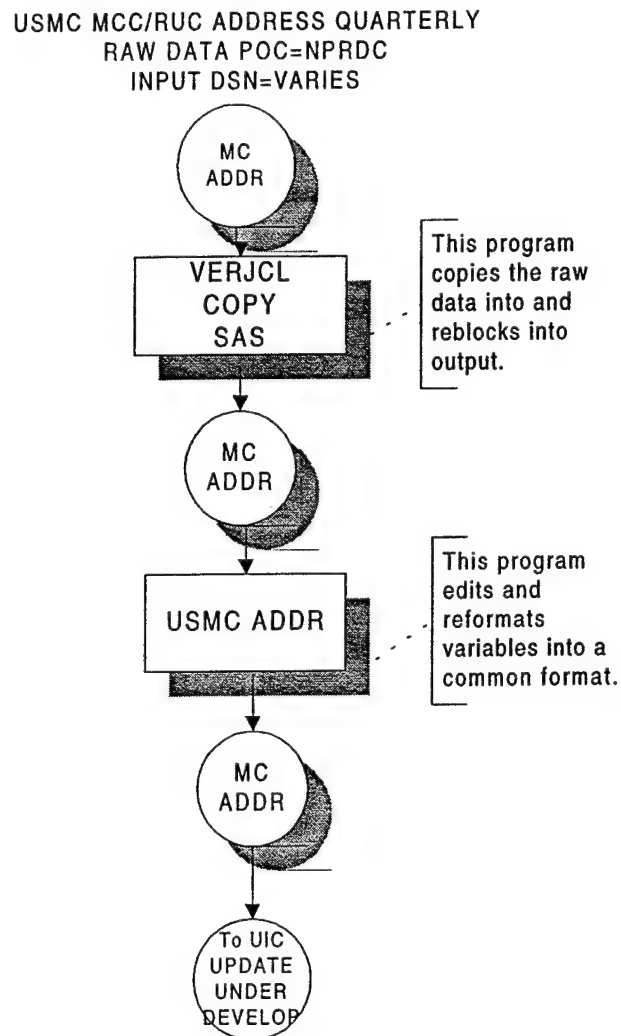 USMC MCC/RUC ADDRESS QUARTERLY
RAW DATA POC=NPRDC
INPUT DSN=VARIES
MC
ADDR
VERJCL
COPY
SAS
This program
copies the raw
data into and
reblocks into
output.
MC
ADDR
USMC ADDR
This program
edits and
reformats
variables into a
common format.
MC
ADDR
To UIC
UPDATE
UNDER
DEVELOP